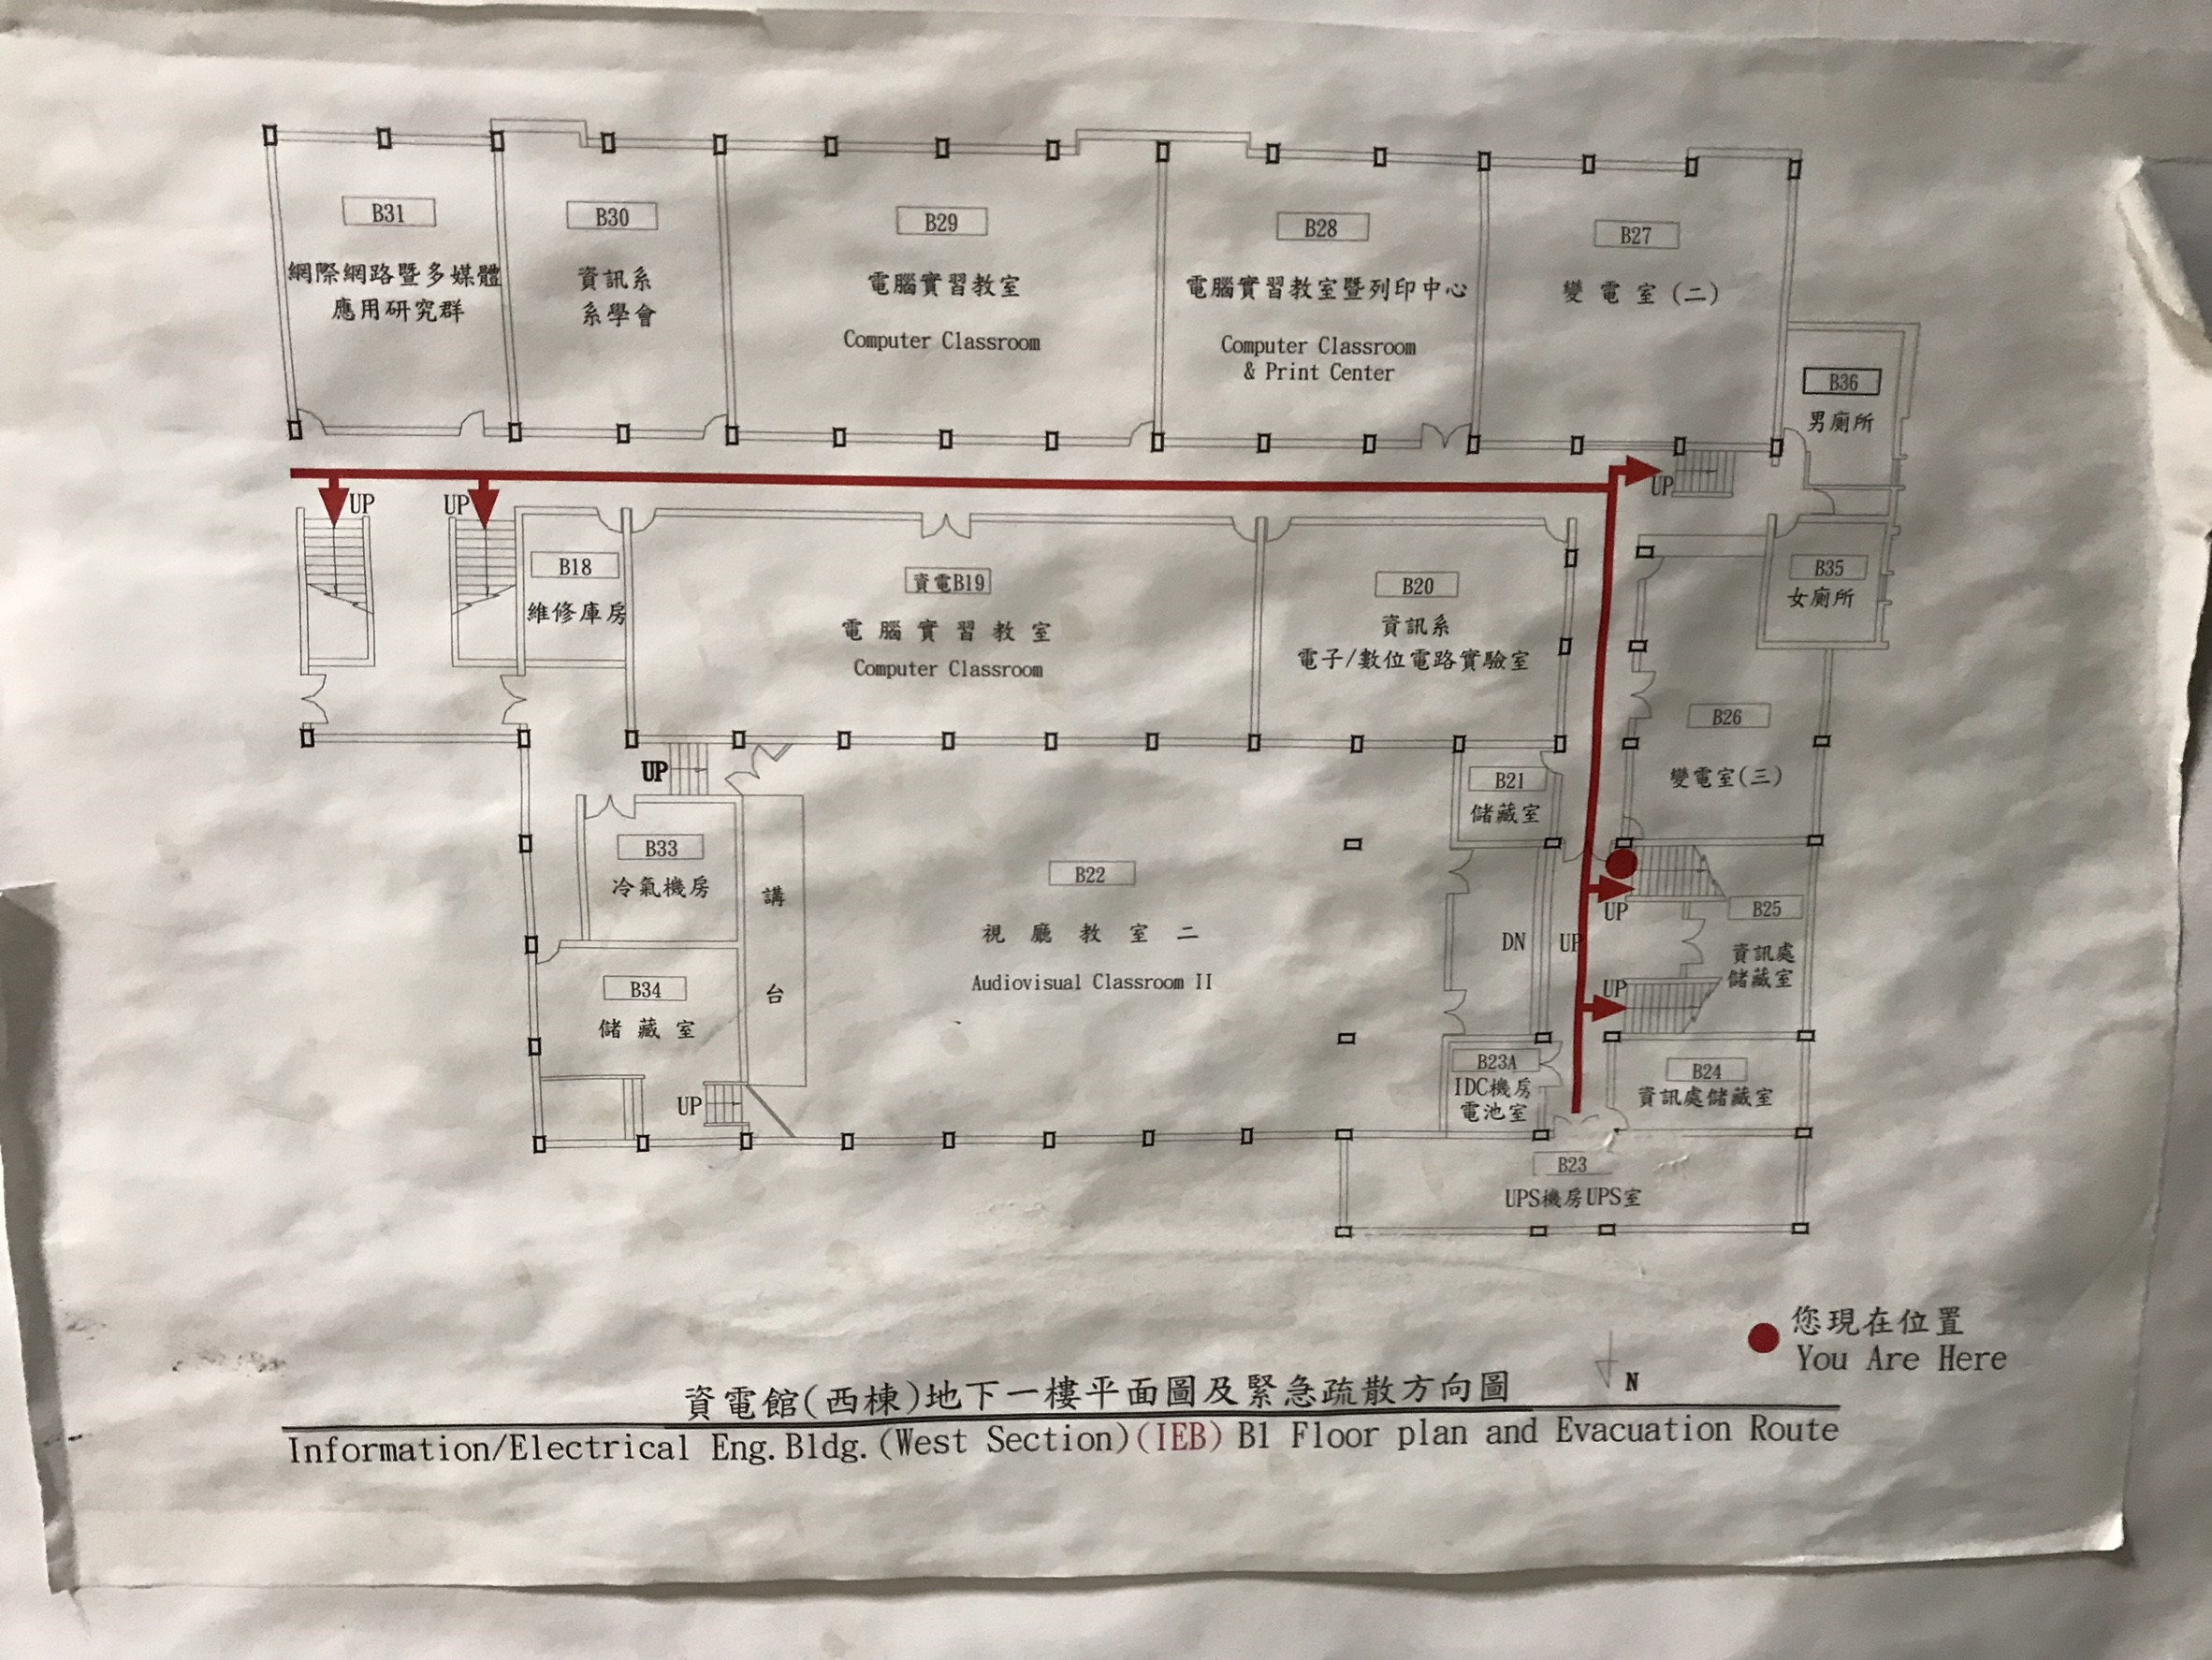 B31
網際網路暨多媒體
應用研究群
B30
資訊系
系學會
B29
電腦實習教室
Computer Classroom
B28
電腦實習教室暨列印中心
Computer Classroom
& Print Center
B27
變電室(二)
B36
男廁所
UP
UP
UP
B18
維修庫房
資電B19
電腦實習教室
Computer Classroom
B20
資訊系
電子/數位電路實驗室
B35
女廁所
B26
變電室(三)
UP
B21
儲藏室
B33
冷氣機房
講
台
B22
視廳教室二
Audiovisual Classroom II
DN
UP
UP
B25
資訊處
儲藏室
UP
B34
儲藏室
UP
B23A
IDC機房
電池室
B24
資訊處儲藏室
B23
UPS機房UPS室
您現在位置
You Are Here
N
資電館(西棟)地下一樓平面圖及緊急疏散方向圖
Information/Electrical Eng.Bldg.(West Section)(IEB) B1 Floor plan and Evacuation Route